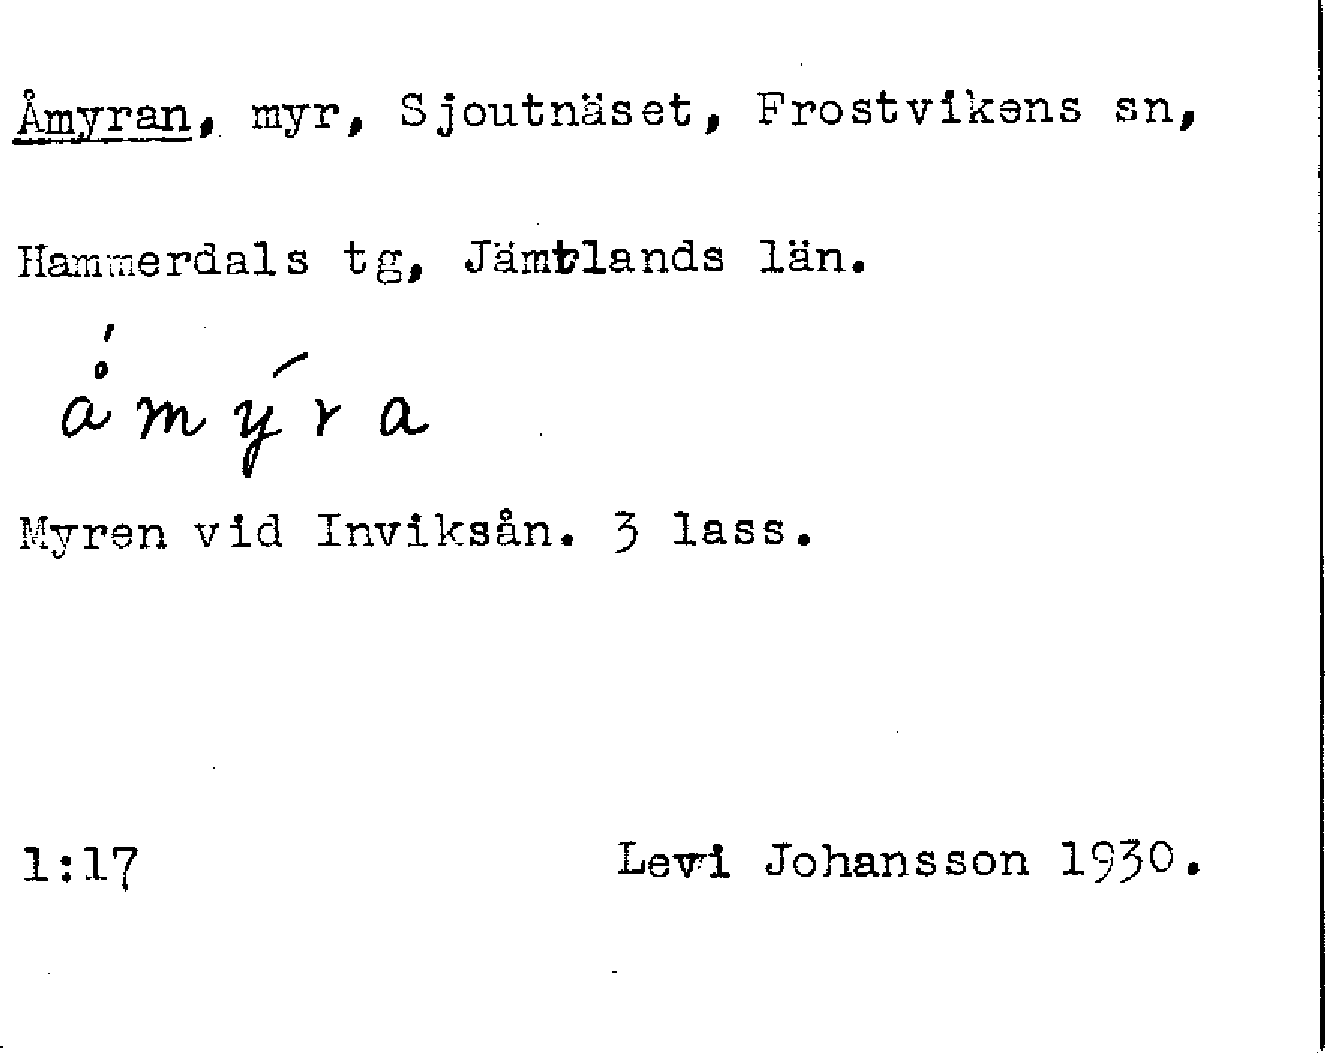 Åmyran, myr, Sjoutnäset, Frostvikens sn,
Hammerdals tg, Jämtlands län.
ǻmýra
Myren vid Inviksån. 3 lass.
1:17 Levi Johansson 1930.